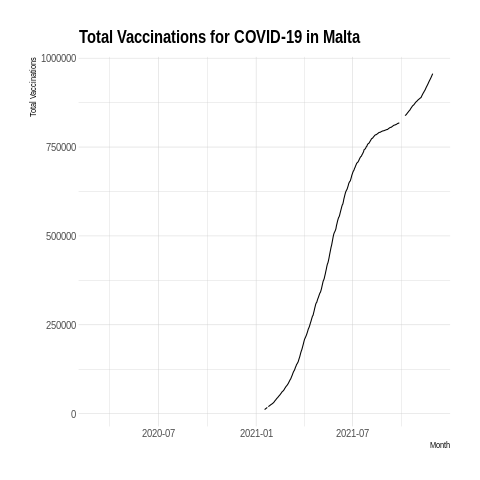 Total Vaccinations for COVID-19 in Malta
Total Vaccinations
1000000
750000
500000
250000
0
2020-07
2021-01
2021-07
Month